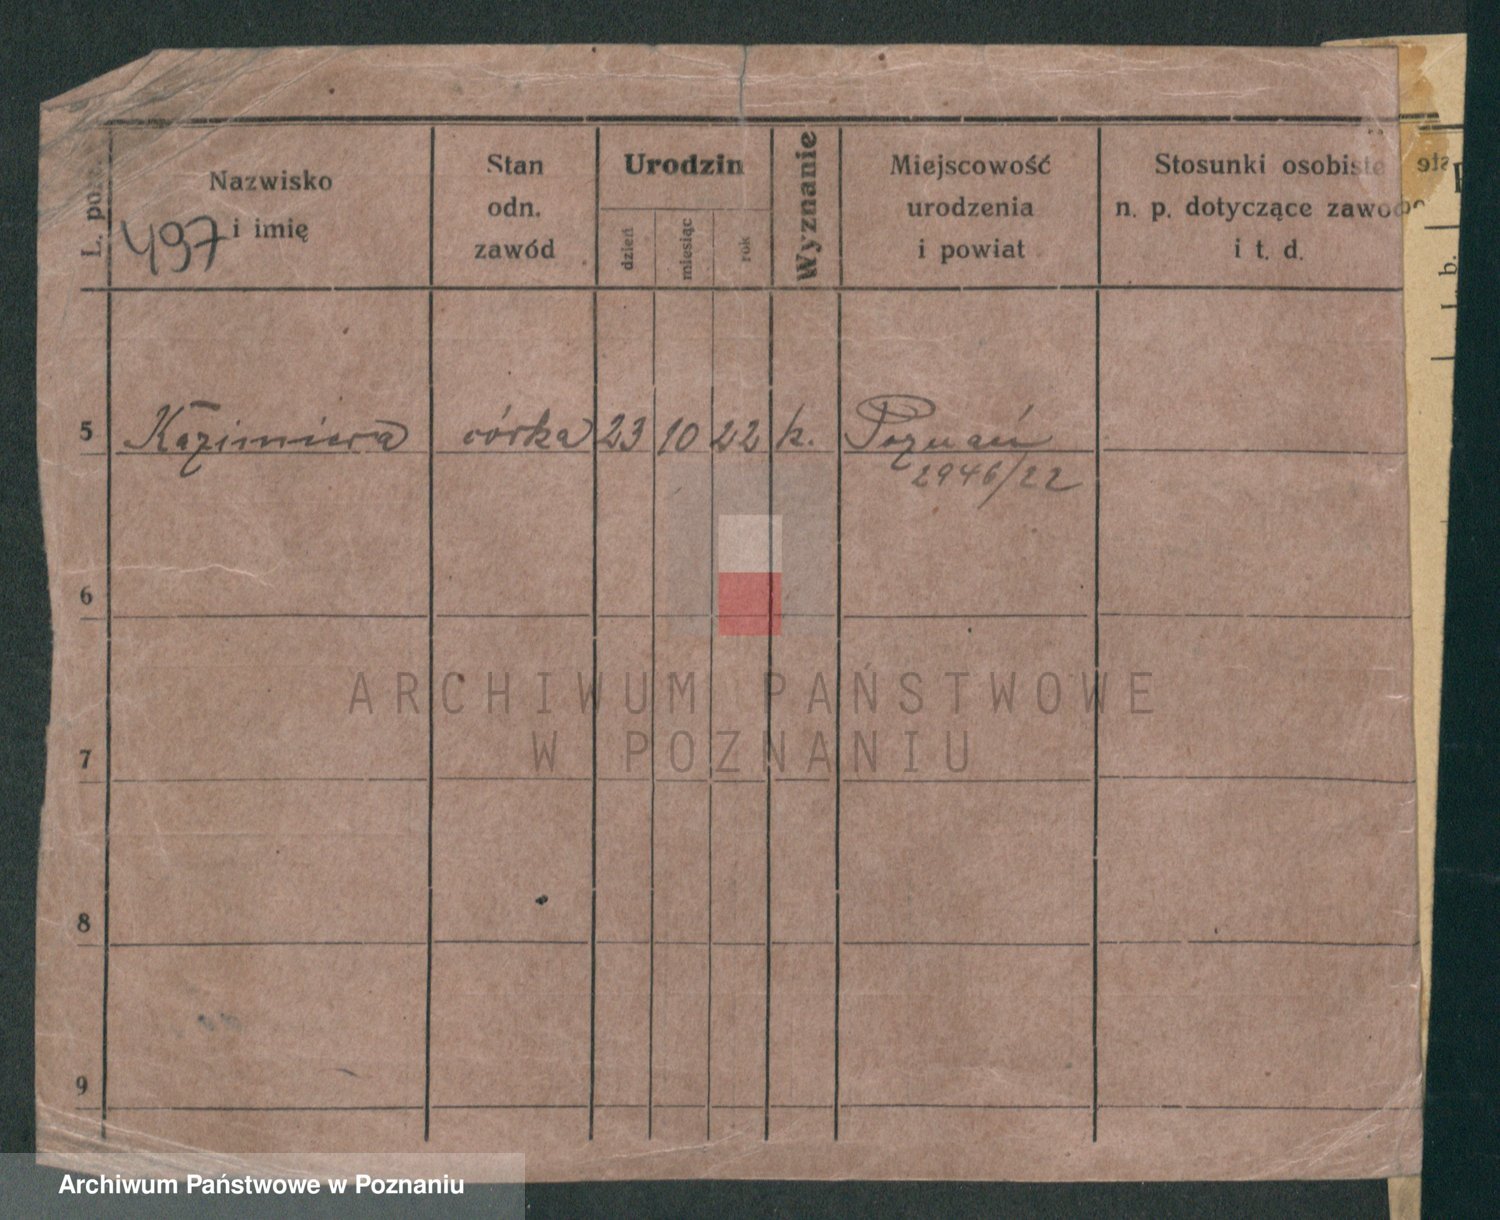 L. porz. Nazwisko i imię Stan odn. zawód Urodzin dzień miesiąc rok Wyznanie Miejscowość urodzenia i powiat Stosunki osobiste n. p. dotyczące zawodo i t. d.
497
5 Kazimiera córka 23 10 22 k. Poznań
2946/22
6
7
8
9
ARCHIWUM PAŃSTWOWE
W POZNANIU
Archiwum Państwowe w Poznaniu